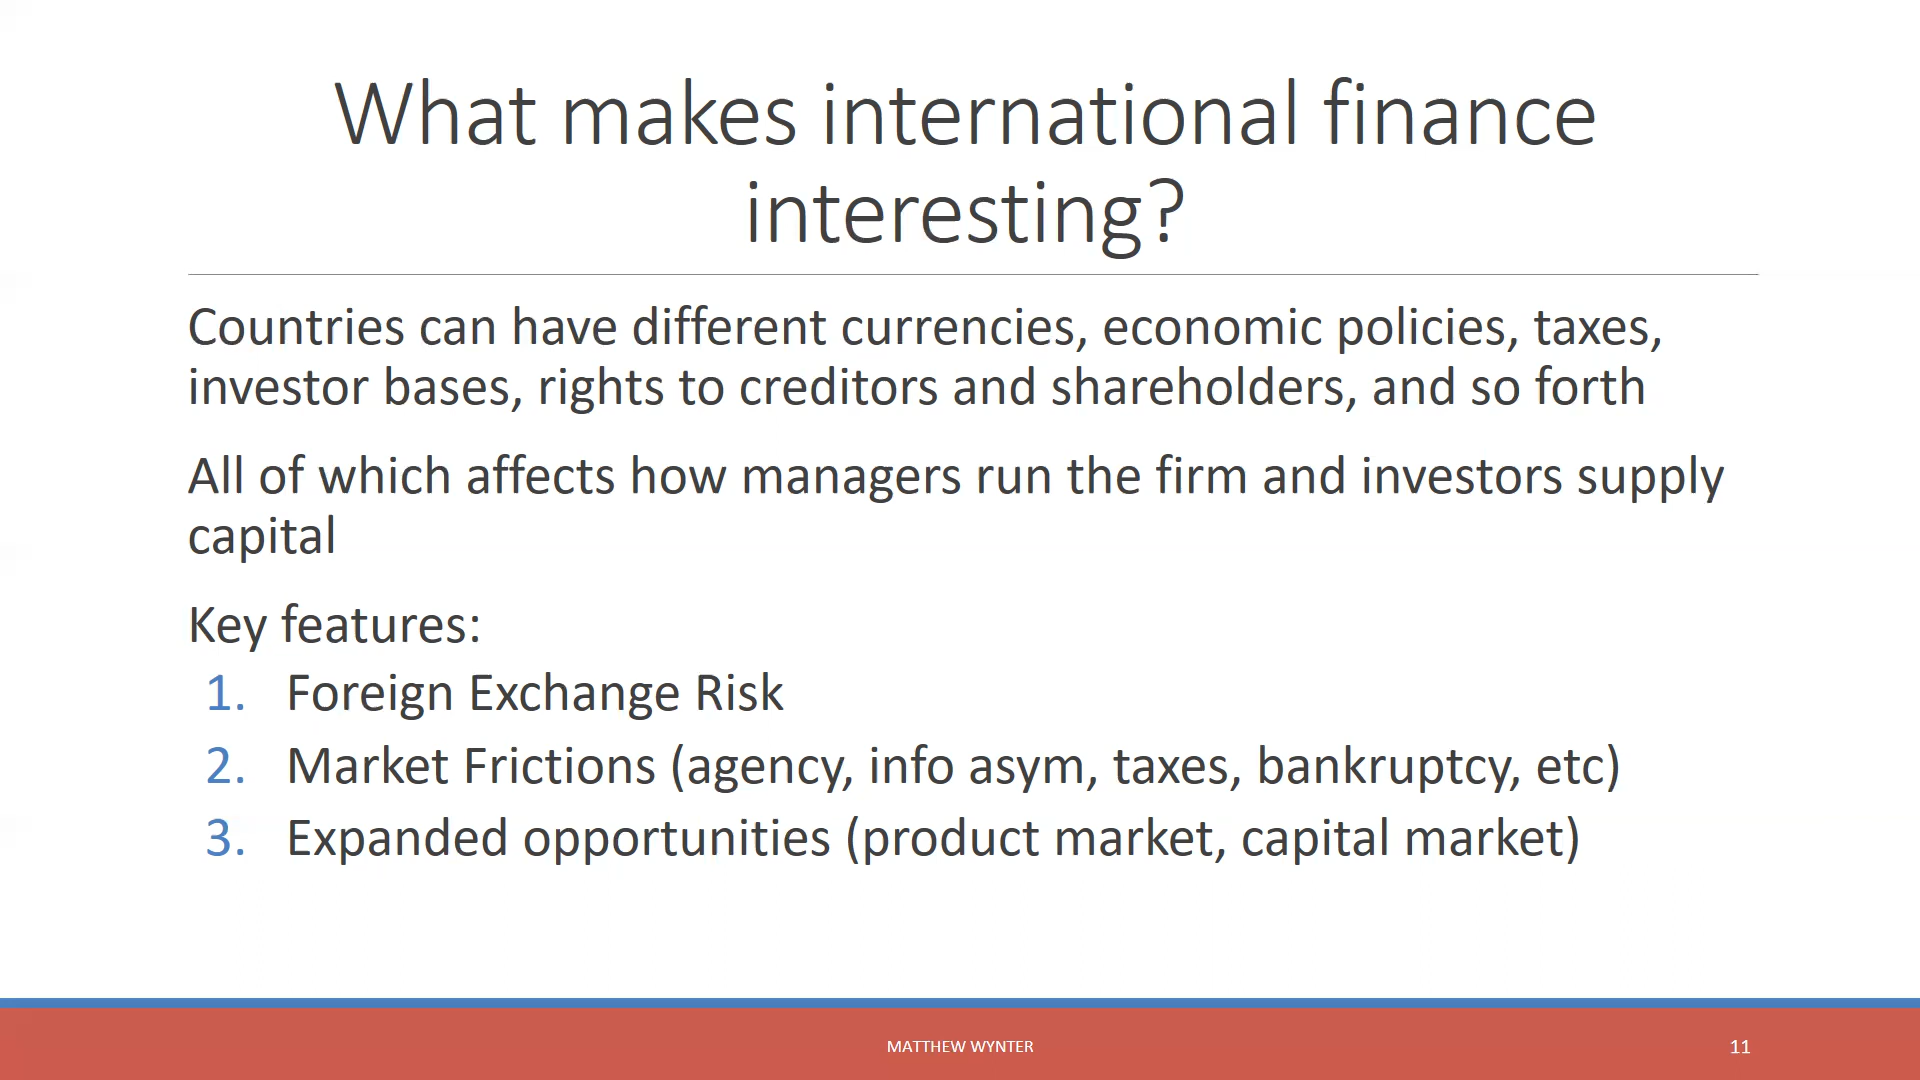 What makes international finance
interesting?
Countries can have different currencies, economic policies, taxes,
investor bases, rights to creditors and shareholders, and so forth
All of which affects how managers run the firm and investors supply
capital
Key features:
1. Foreign Exchange Risk
2. Market Frictions (agency, info asym, taxes, bankruptcy, etc)
3. Expanded opportunities (product market, capital market)
MATTHEW WYNTER
11